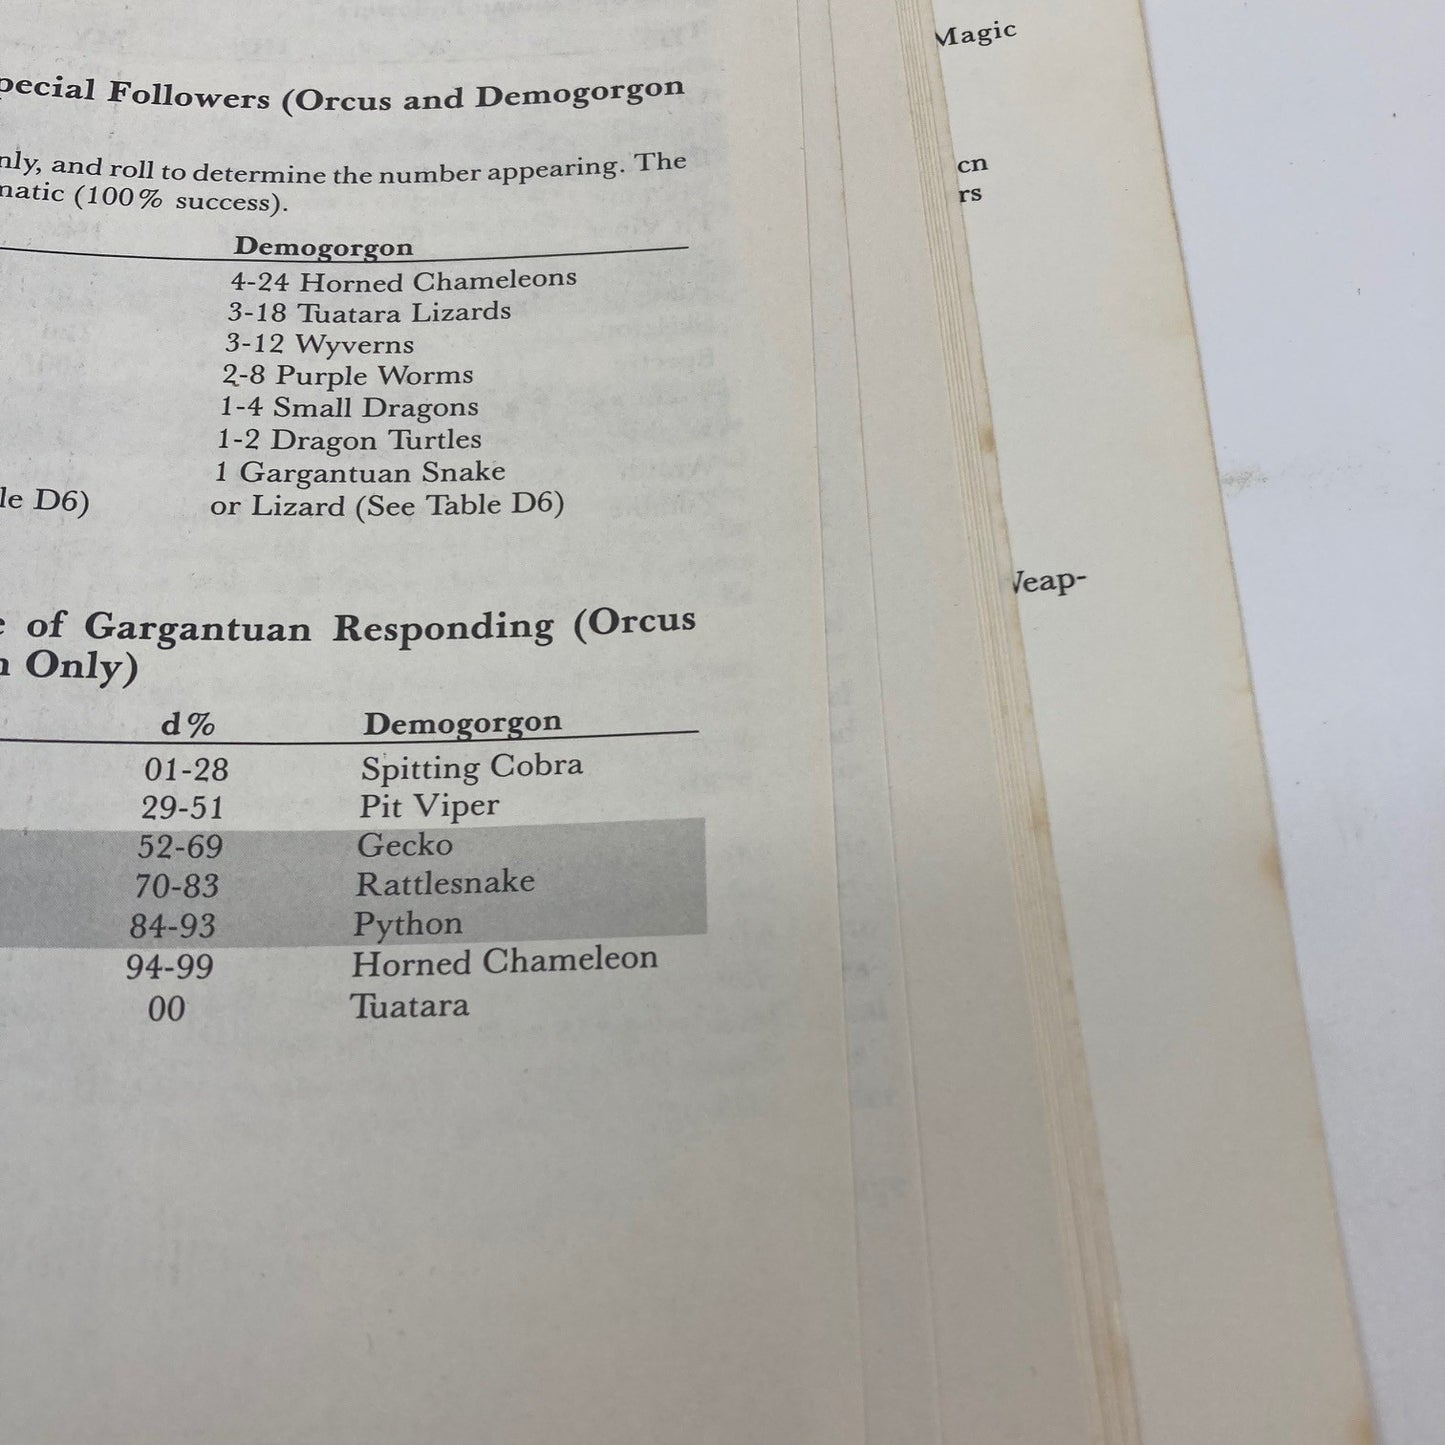 pecial Followers (Orcus and Demogorgon
nly, and roll to determine the number appearing. The
matic (100% success).
Demogorgon
4-24 Horned Chameleons
3-18 Tuatara Lizards
3-12 Wyverns
2-8 Purple Worms
1-4 Small Dragons
1-2 Dragon Turtles
1 Gargantuan Snake
le D6) or Lizard (See Table D6)
e of Gargantuan Responding (Orcus
n Only)
d% Demogorgon
01-28 Spitting Cobra
29-51 Pit Viper
52-69 Gecko
70-83 Rattlesnake
84-93 Python
94-99 Horned Chameleon
00 Tuatara
Magic
cn
rs
Weap-